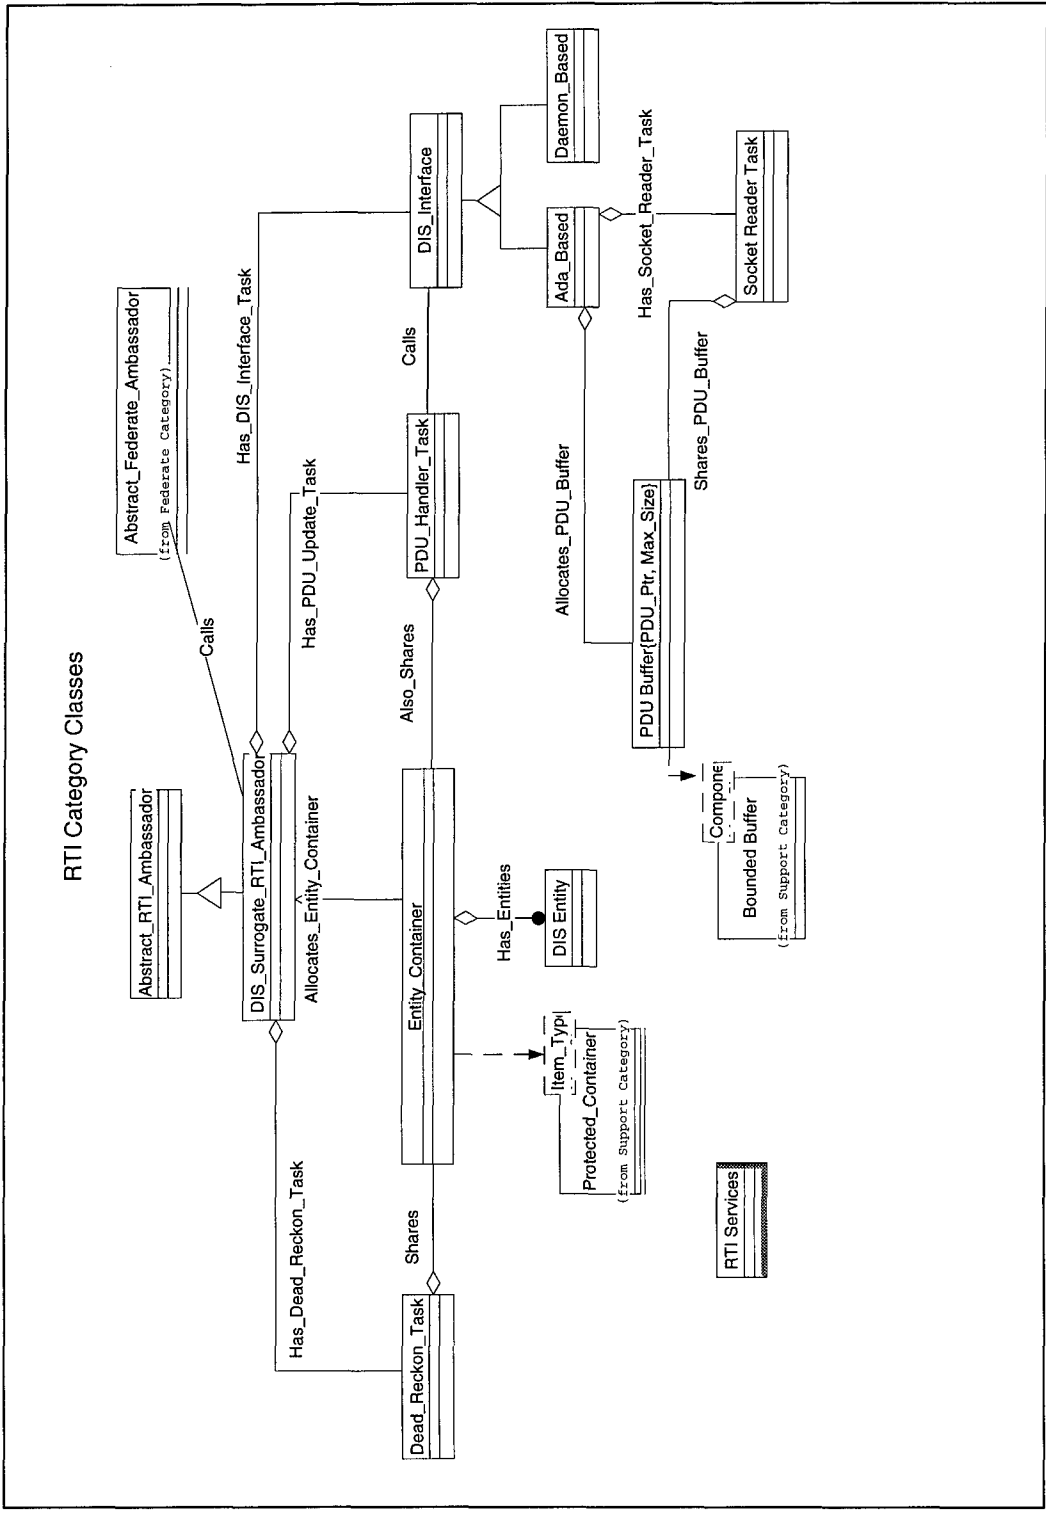 RTI Category Classes
Abstract_RTI_Ambassador
Abstract_Federate_Ambassador
(from Federate Category)
Calls
DIS_Surrogate_RTI_Ambassador
Has_DIS_Interface_Task
Has_Dead_Reckon_Task
Allocates_Entity_Container
Has_PDU_Update_Task
Dead_Reckon_Task
Shares
Entity_Container
Also_Shares
PDU_Handler_Task
Calls
DIS_Interface
Has_Entities
Item_Type
Protected_Container
(from Support Category)
DIS Entity
Allocates_PDU_Buffer
Ada_Based
Daemon_Based
Has_Socket_Reader_Task
PDU Buffer{PDU_Ptr, Max_Size}
Shares_PDU_Buffer
Socket Reader Task
Compone
Bounded Buffer
(from Support Category)
RTI Services